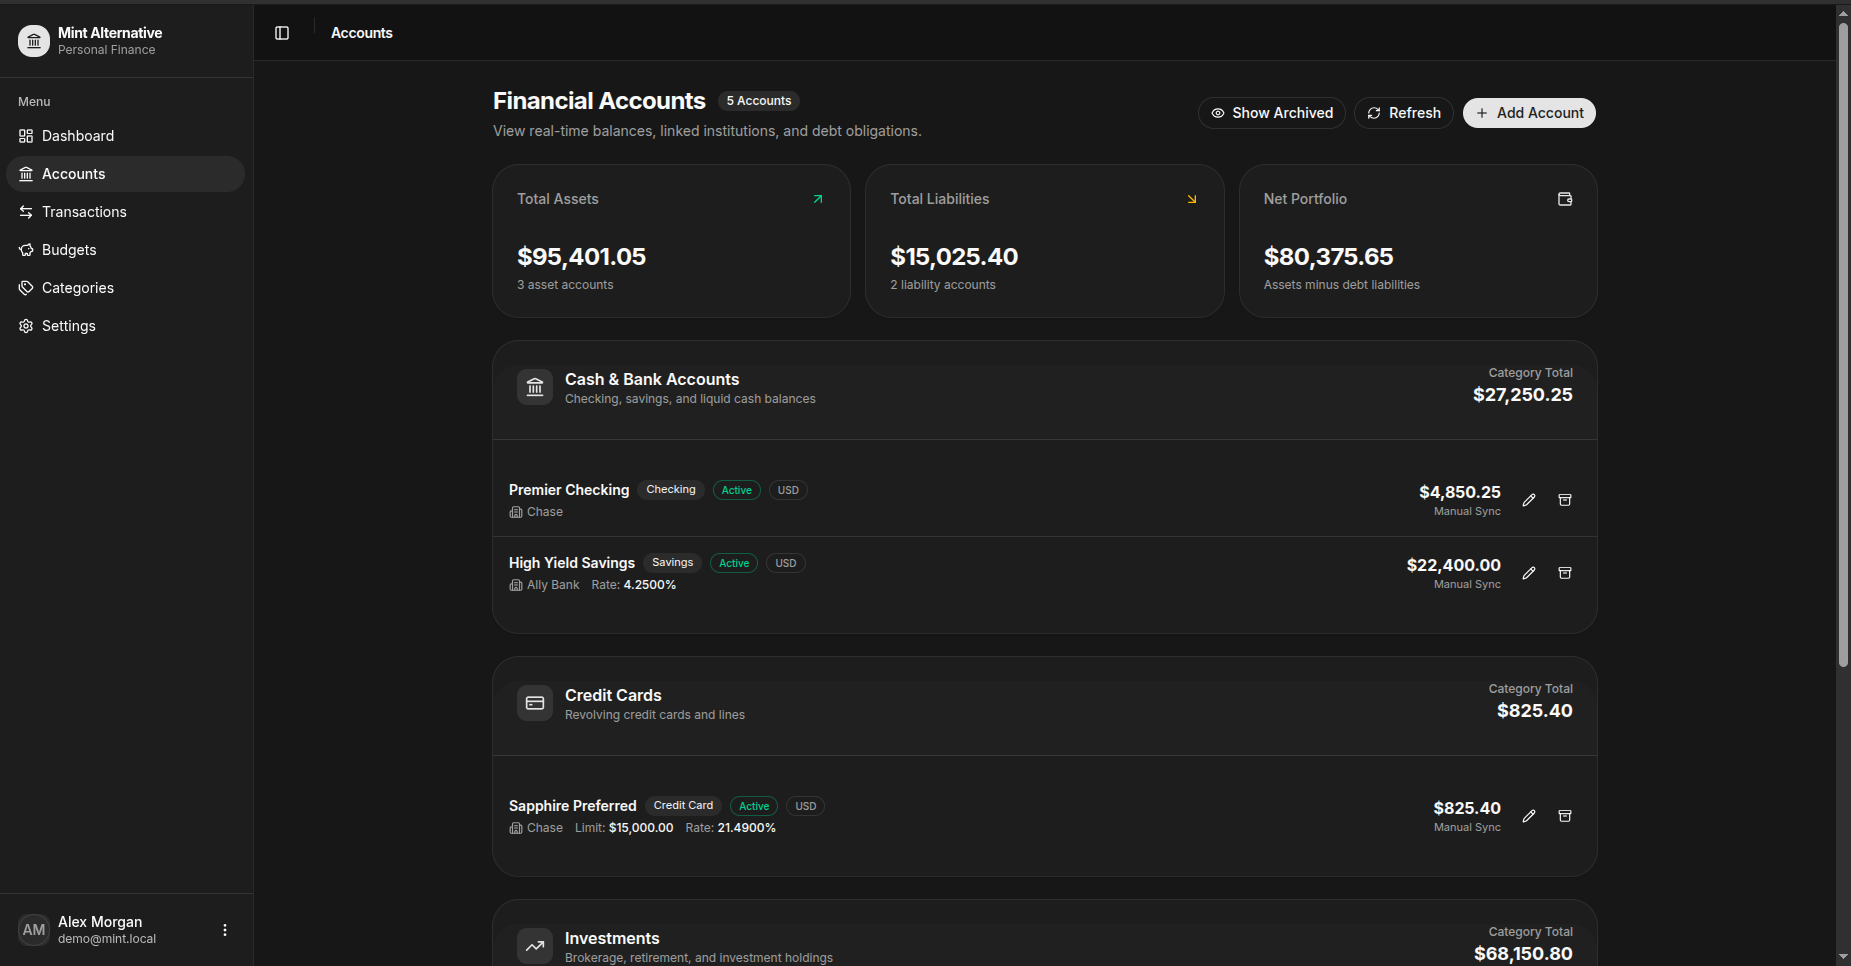 Mint Alternative
Personal Finance
Menu
Dashboard
Accounts
Transactions
Budgets
Categories
Settings
AM
Alex Morgan
demo@mint.local
Accounts
Financial Accounts 5 Accounts
View real-time balances, linked institutions, and debt obligations.
Show Archived Refresh Add Account
Total Assets
$95,401.05
3 asset accounts
Total Liabilities
$15,025.40
2 liability accounts
Net Portfolio
$80,375.65
Assets minus debt liabilities
Cash & Bank Accounts
Checking, savings, and liquid cash balances
Category Total
$27,250.25
Premier Checking Checking Active USD
Chase
$4,850.25
Manual Sync
High Yield Savings Savings Active USD
Ally Bank Rate: 4.2500%
$22,400.00
Manual Sync
Credit Cards
Revolving credit cards and lines
Category Total
$825.40
Sapphire Preferred Credit Card Active USD
Chase Limit: $15,000.00 Rate: 21.4900%
$825.40
Manual Sync
Investments
Brokerage, retirement, and investment holdings
Category Total
$68,150.80